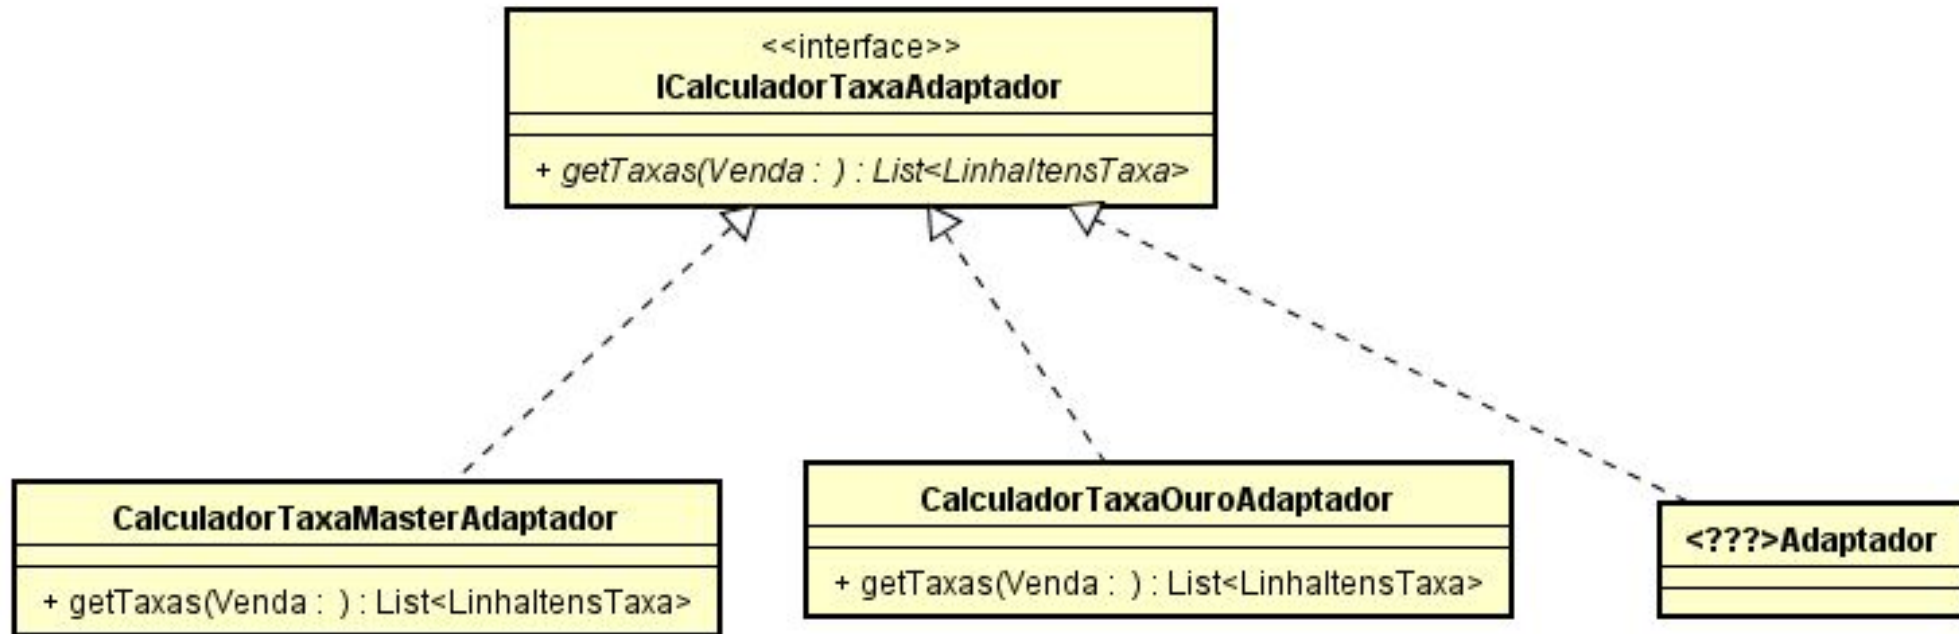 <<interface>>
ICalculadorTaxaAdaptador
+ getTaxas(Venda : ) : List<LinhaItensTaxa>
CalculadorTaxaMasterAdaptador
+ getTaxas(Venda : ) : List<LinhaItensTaxa>
CalculadorTaxaOuroAdaptador
+ getTaxas(Venda : ) : List<LinhaItensTaxa>
<???>Adaptador